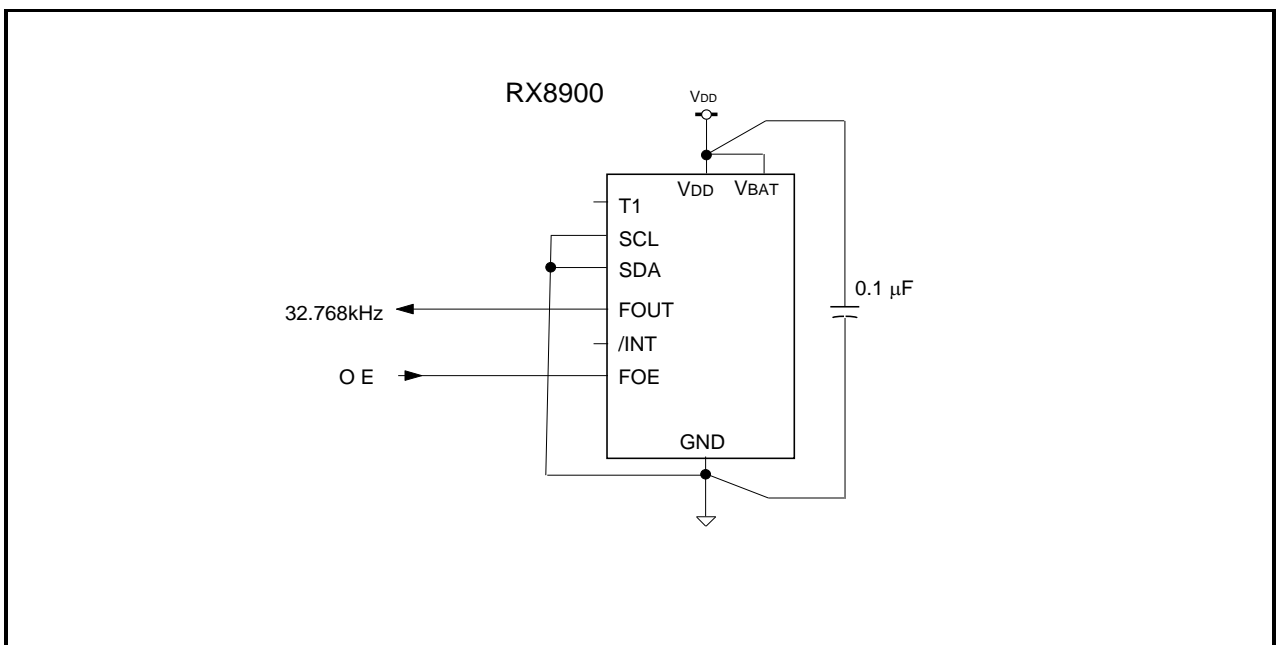 RX8900
VDD
VDD VBAT
T1
SCL
SDA
0.1 μF
32.768kHz
FOUT
/INT
O E
FOE
GND